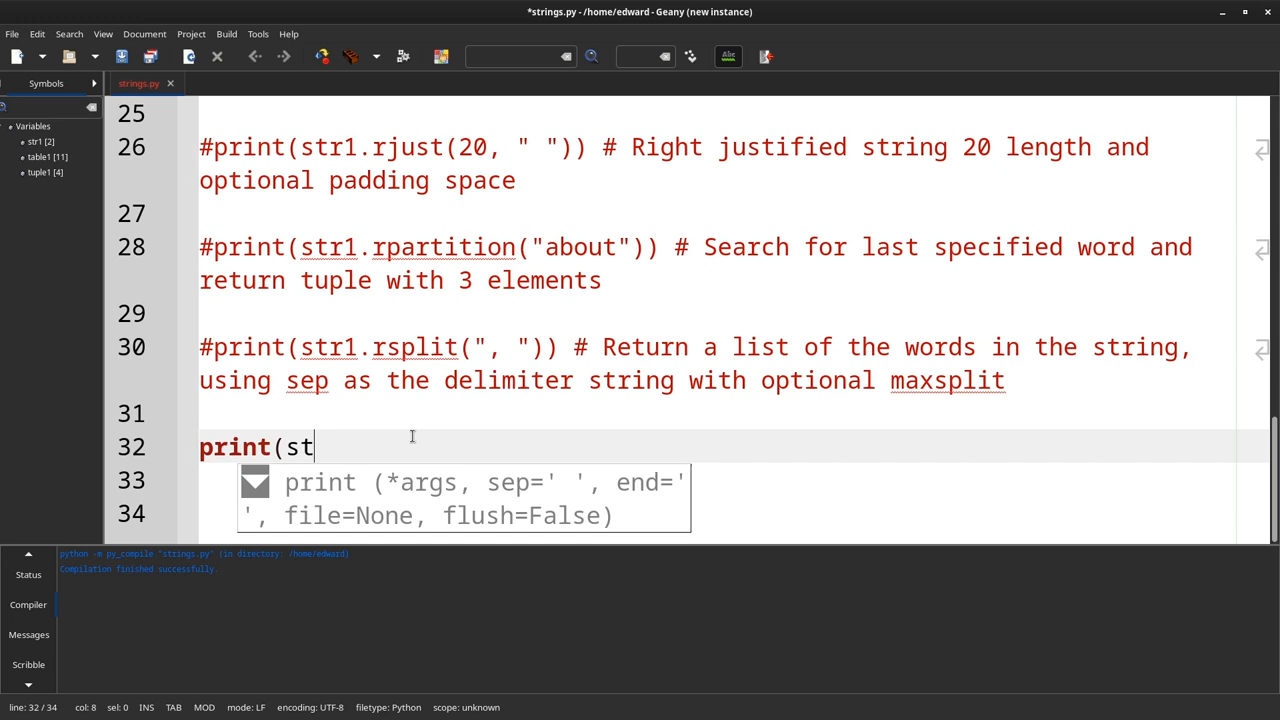 *strings.py - /home/edward - Geany (new instance)
File Edit Search View Document Project Build Tools Help
Abc
Symbols strings.py
Variables
str1 [2]
table1 [11]
tuple1 [4]
25
26 #print(str1.rjust(20, " ")) # Right justified string 20 length and
optional padding space
27
28 #print(str1.rpartition("about")) # Search for last specified word and
return tuple with 3 elements
29
30 #print(str1.rsplit(", ")) # Return a list of the words in the string,
using sep as the delimiter string with optional maxsplit
31
32 print(st
33 print (*args, sep=' ', end='
34 ', file=None, flush=False)
python -m py_compile "strings.py" (in directory: /home/edward)
Compilation finished successfully.
Status
Compiler
Messages
Scribble
line: 32 / 34 col: 8 sel: 0 INS TAB MOD mode: LF encoding: UTF-8 filetype: Python scope: unknown